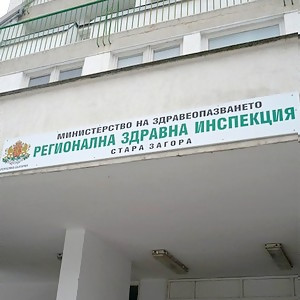 МИНИСТЕРСТВО НА ЗДРАВЕОПАЗВАНЕТО
РЕГИОНАЛНА ЗДРАВНА ИНСПЕКЦИЯ
СТАРА ЗАГОРА